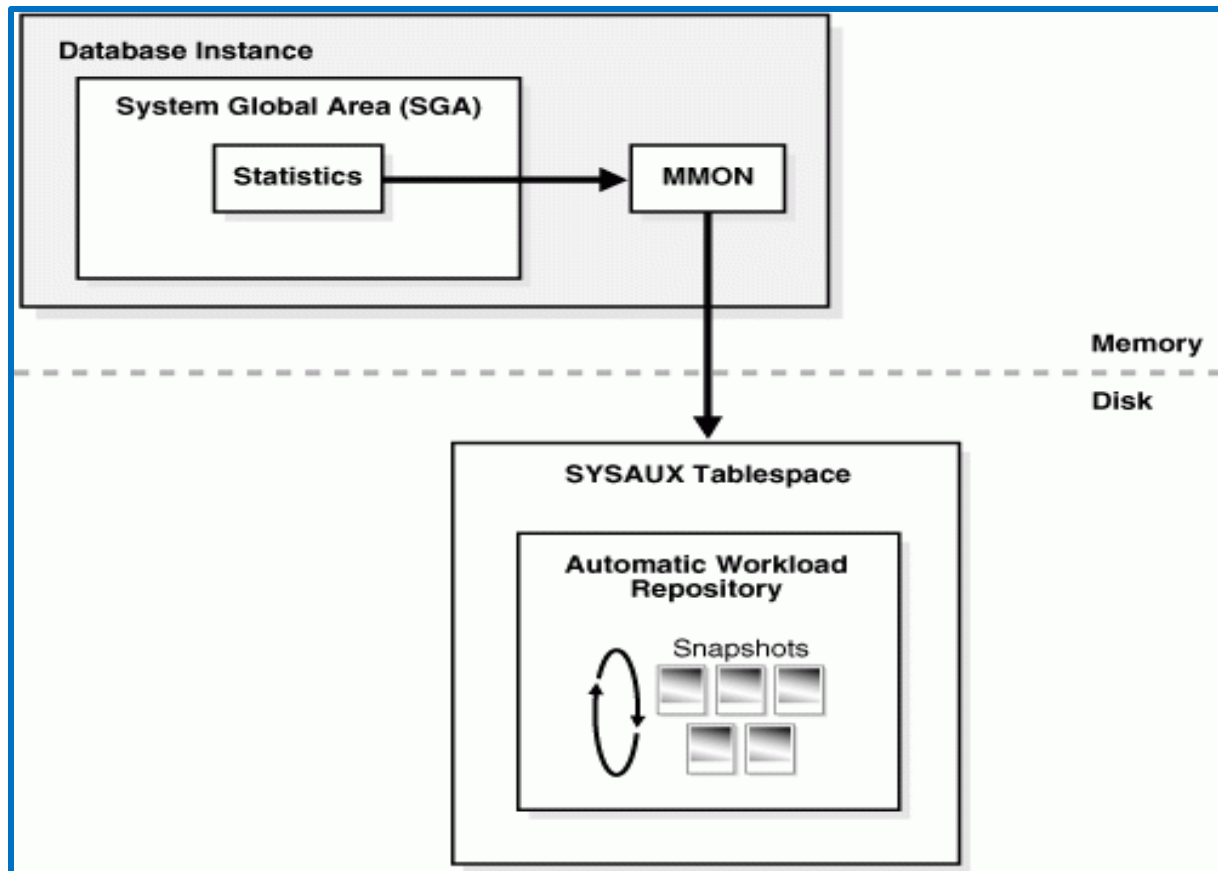 Database Instance
System Global Area (SGA)
Statistics
MMON
Memory
Disk
SYSAUX Tablespace
Automatic Workload
Repository
Snapshots